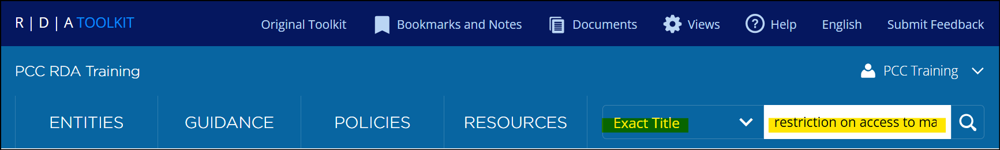 R | D | A TOOLKIT
Original Toolkit Bookmarks and Notes Documents Views Help English Submit Feedback
PCC RDA Training
PCC Training
ENTITIES GUIDANCE POLICIES RESOURCES Exact Title restriction on access to ma